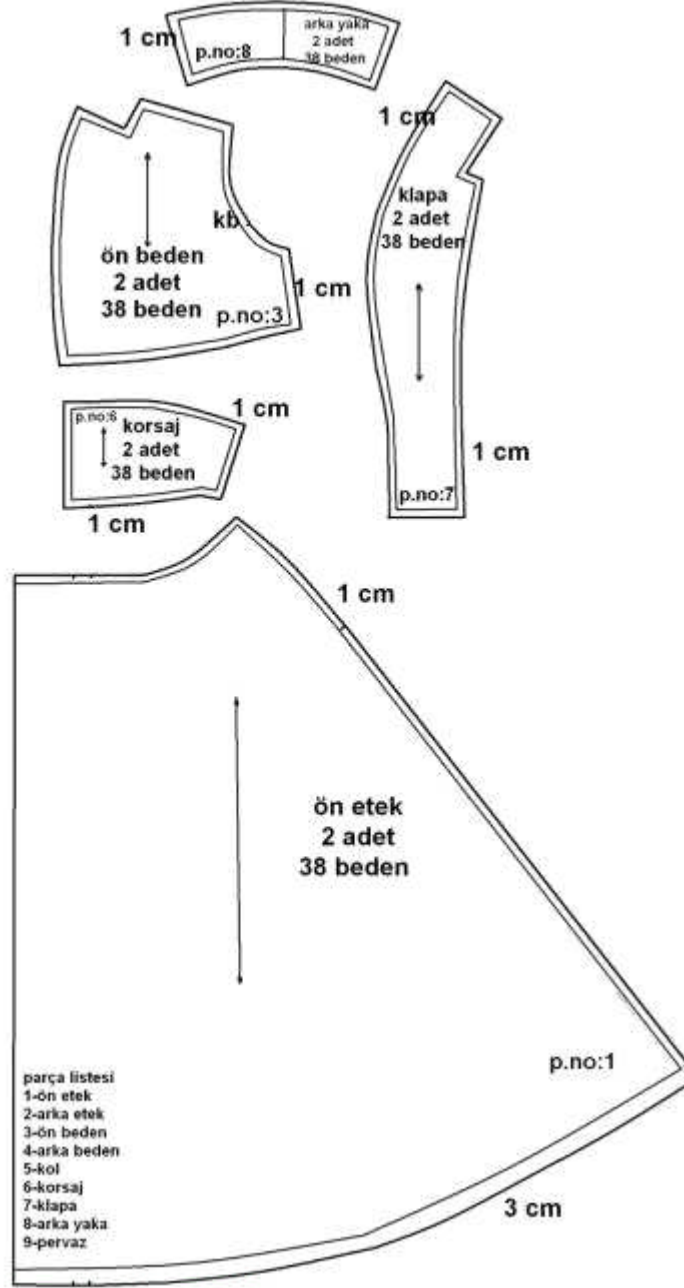 1 cm
p.no:8
arka yaka
2 adet
38 beden
1 cm
klapa
2 adet
38 beden
kb
ön beden
2 adet
38 beden
p.no:3
1 cm
p.no:6
korsaj
2 adet
38 beden
1 cm
1 cm
1 cm
p.no:7
1 cm
ön etek
2 adet
38 beden
p.no:1
3 cm
parça listesi
1-ön etek
2-arka etek
3-ön beden
4-arka beden
5-kol
6-korsaj
7-klapa
8-arka yaka
9-pervaz